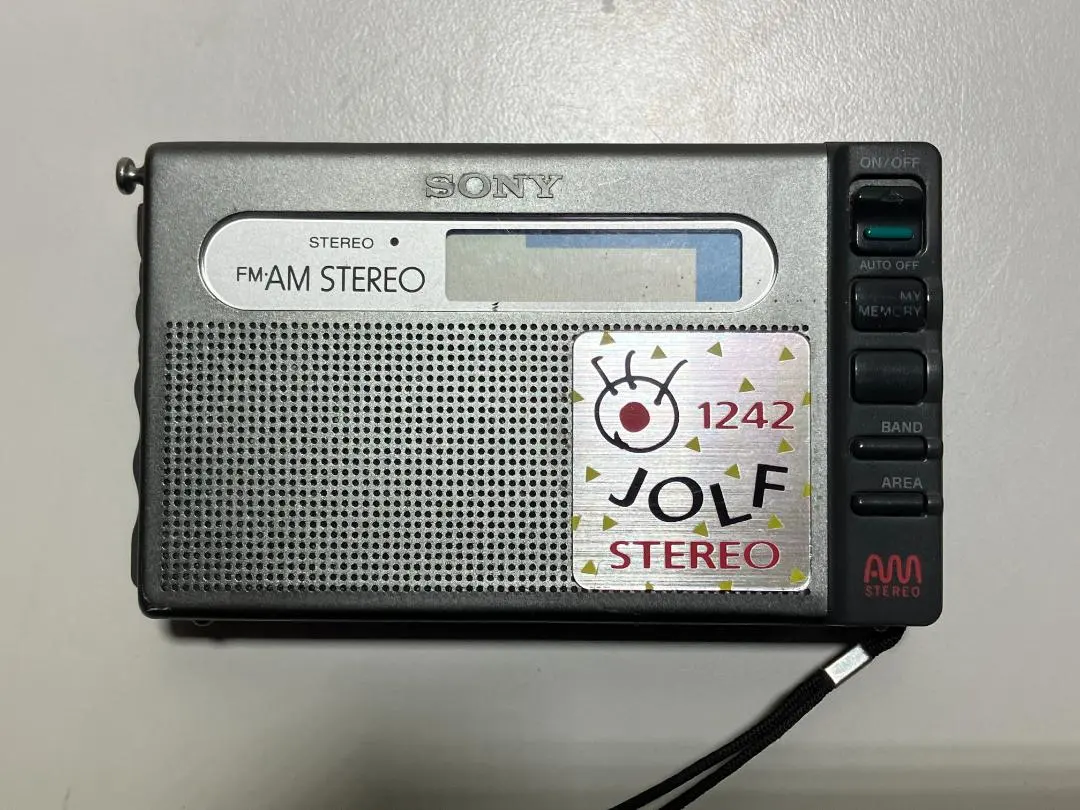 SONY
STEREO
FM·AM STEREO
ON/OFF
AUTO OFF
MY
MEMORY
BAND
AREA
AM
STEREO
1242
JOLF
STEREO